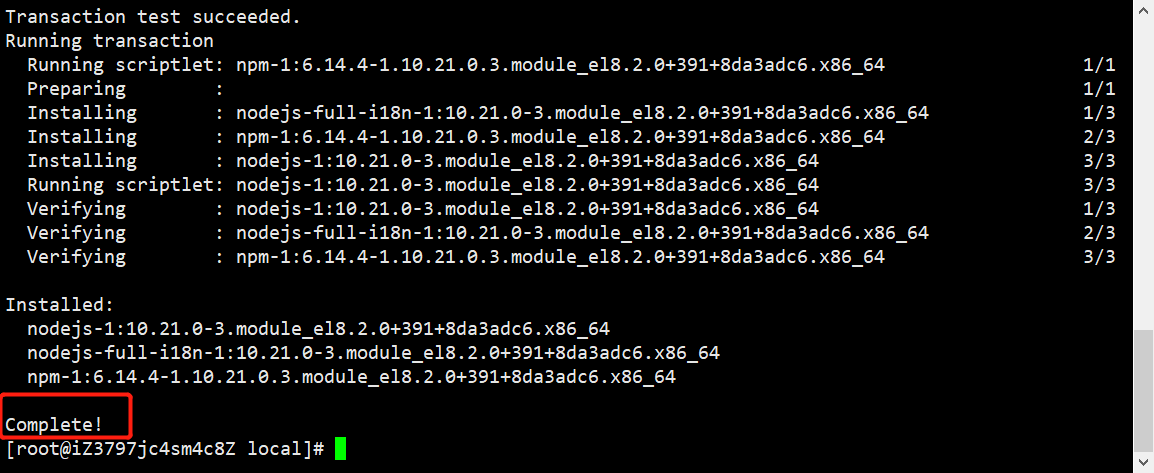 Transaction test succeeded.
Running transaction
  Running scriptlet: npm-1:6.14.4-1.10.21.0.3.module_el8.2.0+391+8da3adc6.x86_64 1/1
  Preparing        : 1/1
  Installing       : nodejs-full-i18n-1:10.21.0-3.module_el8.2.0+391+8da3adc6.x86_64 1/3
  Installing       : npm-1:6.14.4-1.10.21.0.3.module_el8.2.0+391+8da3adc6.x86_64 2/3
  Installing       : nodejs-1:10.21.0-3.module_el8.2.0+391+8da3adc6.x86_64 3/3
  Running scriptlet: nodejs-1:10.21.0-3.module_el8.2.0+391+8da3adc6.x86_64 3/3
  Verifying        : nodejs-1:10.21.0-3.module_el8.2.0+391+8da3adc6.x86_64 1/3
  Verifying        : nodejs-full-i18n-1:10.21.0-3.module_el8.2.0+391+8da3adc6.x86_64 2/3
  Verifying        : npm-1:6.14.4-1.10.21.0.3.module_el8.2.0+391+8da3adc6.x86_64 3/3
Installed:
  nodejs-1:10.21.0-3.module_el8.2.0+391+8da3adc6.x86_64
  nodejs-full-i18n-1:10.21.0-3.module_el8.2.0+391+8da3adc6.x86_64
  npm-1:6.14.4-1.10.21.0.3.module_el8.2.0+391+8da3adc6.x86_64
Complete!
[root@iZ3797jc4sm4c8Z local]#